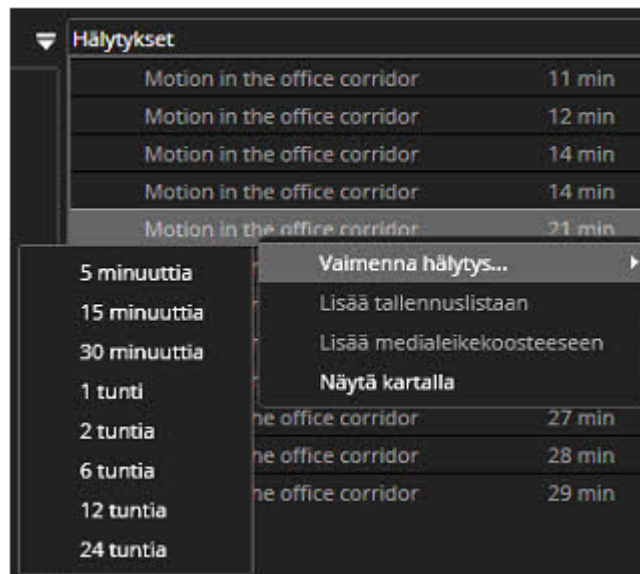 Hälytykset
Motion in the office corridor 11 min
Motion in the office corridor 12 min
Motion in the office corridor 14 min
Motion in the office corridor 14 min
Motion in the office corridor 21 min
Vaimenna hälytys...
Lisää tallennuslistaan
Lisää medialeikekoosteeseen
Näytä kartalla
5 minuuttia
15 minuuttia
30 minuuttia
1 tunti
2 tuntia
6 tuntia
12 tuntia
24 tuntia
he office corridor 27 min
he office corridor 28 min
he office corridor 29 min